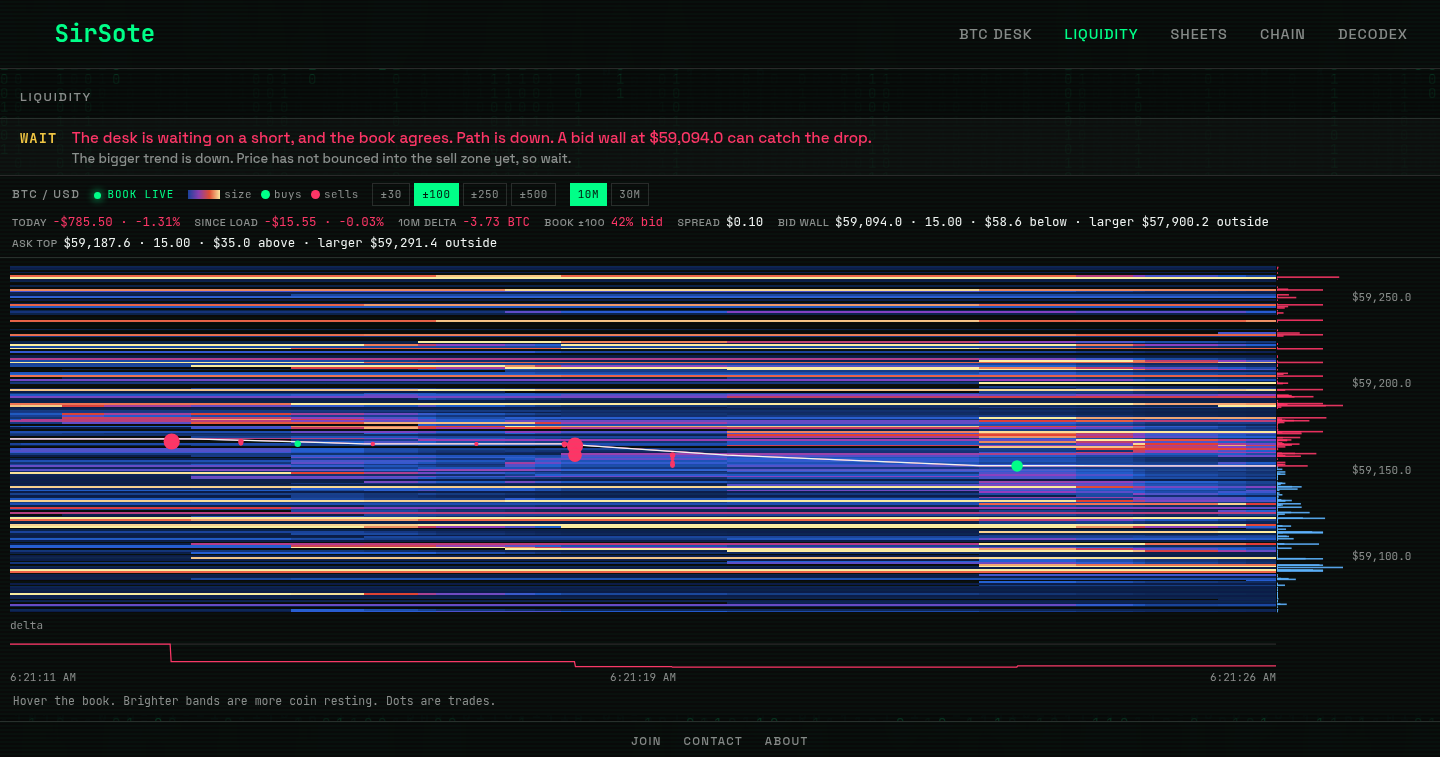 SirSote
BTC DESK LIQUIDITY SHEETS CHAIN DECODEX
LIQUIDITY
WAIT The desk is waiting on a short, and the book agrees. Path is down. A bid wall at $59,094.0 can catch the drop.
The bigger trend is down. Price has not bounced into the sell zone yet, so wait.
BTC / USD BOOK LIVE size buys sells ±30 ±100 ±250 ±500 10M 30M
TODAY -$785.50 · -1.31% SINCE LOAD -$15.55 · -0.03% 10M DELTA -3.73 BTC BOOK ±100 42% bid SPREAD $0.10 BID WALL $59,094.0 · 15.00 · $58.6 below · larger $57,900.2 outside
ASK TOP $59,187.6 · 15.00 · $35.0 above · larger $59,291.4 outside
$59,250.0
$59,200.0
$59,150.0
$59,100.0
delta
6:21:11 AM 6:21:19 AM 6:21:26 AM
Hover the book. Brighter bands are more coin resting. Dots are trades.
JOIN CONTACT ABOUT